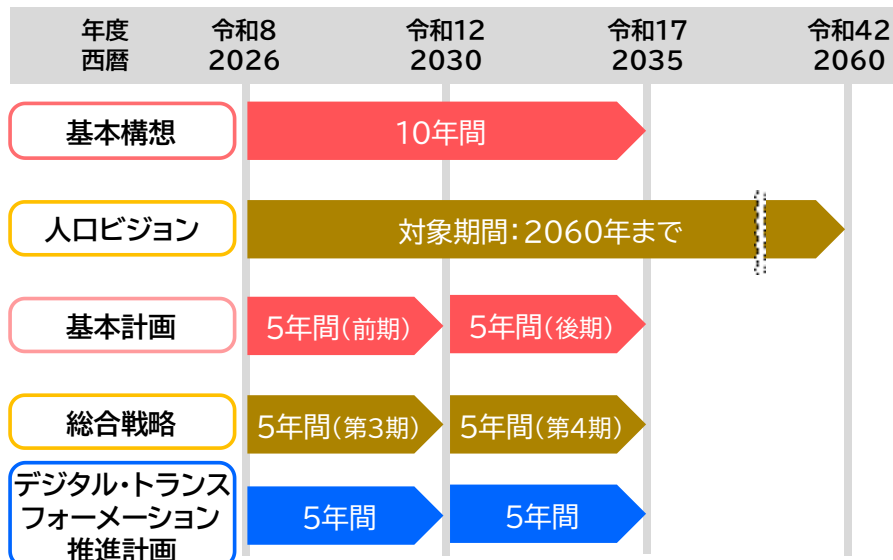 年度 令和8 令和12 令和17 令和42
西暦 2026 2030 2035 2060
基本構想 10年間
人口ビジョン 対象期間：2060年まで
基本計画 5年間（前期） 5年間（後期）
総合戦略 5年間（第3期） 5年間（第4期）
デジタル・トランス
フォーメーション 5年間 5年間
推進計画